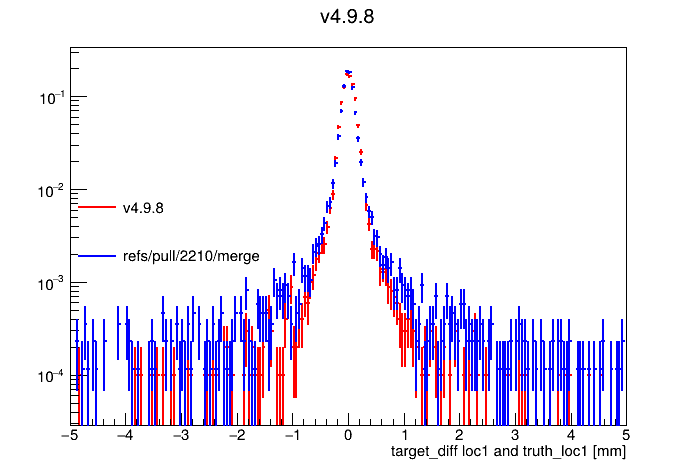 v4.9.8
10⁻¹
10⁻²
v4.9.8
refs/pull/2210/merge
10⁻³
10⁻⁴
−5 −4 −3 −2 −1 0 1 2 3 4 5
target_diff loc1 and truth_loc1 [mm]